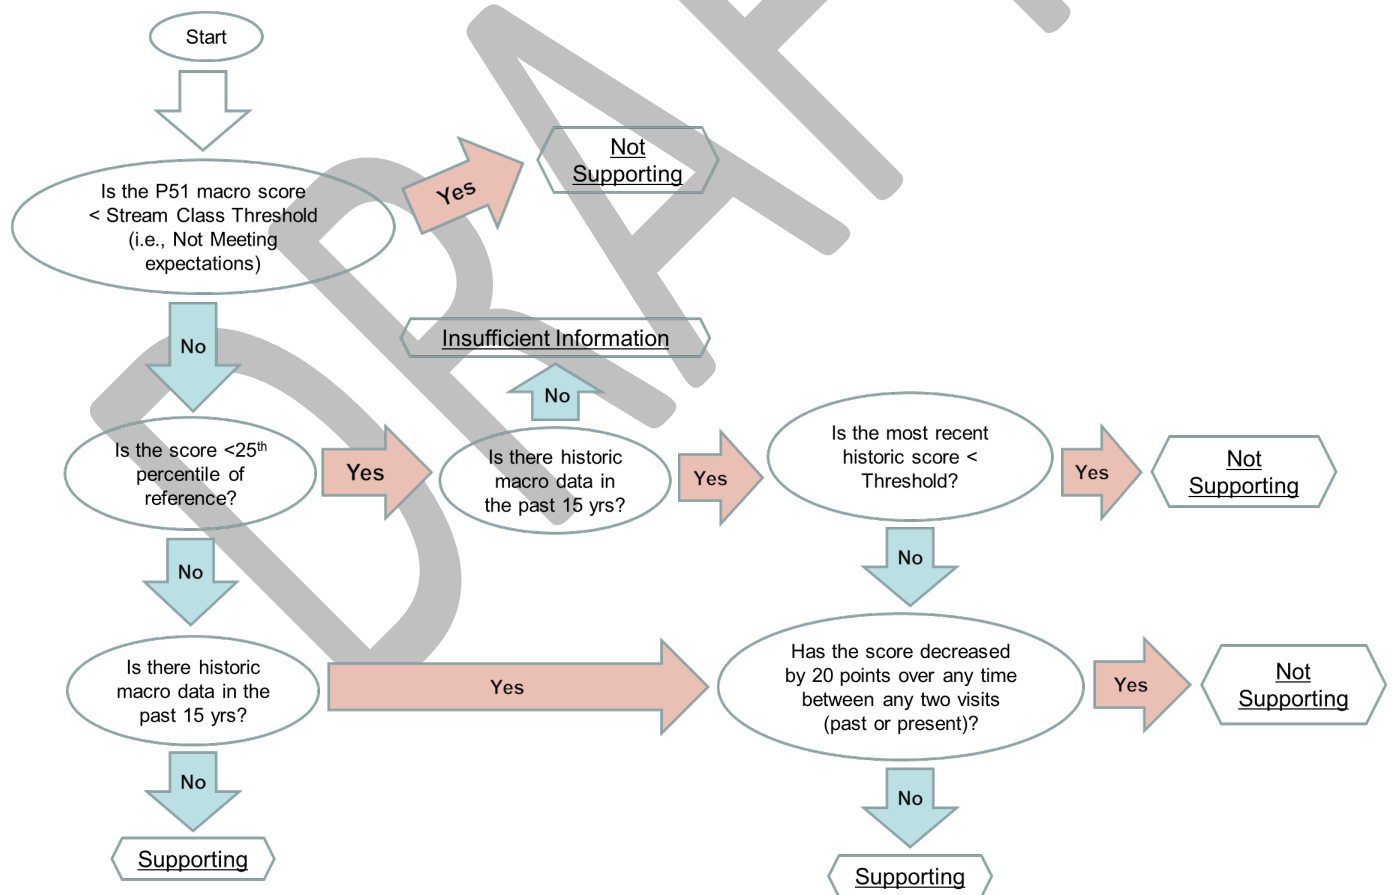 Start
Is the P51 macro score
< Stream Class Threshold
(i.e., Not Meeting
expectations)
Yes
Not
Supporting
No
Insufficient Information
No
Is the score <25th
percentile of
reference?
Yes
Is there historic
macro data in
the past 15 yrs?
Yes
Is the most recent
historic score <
Threshold?
Yes
Not
Supporting
No
No
Is there historic
macro data in the
past 15 yrs?
Yes
Has the score decreased
by 20 points over any time
between any two visits
(past or present)?
Yes
Not
Supporting
No
No
Supporting
Supporting
DRAFT